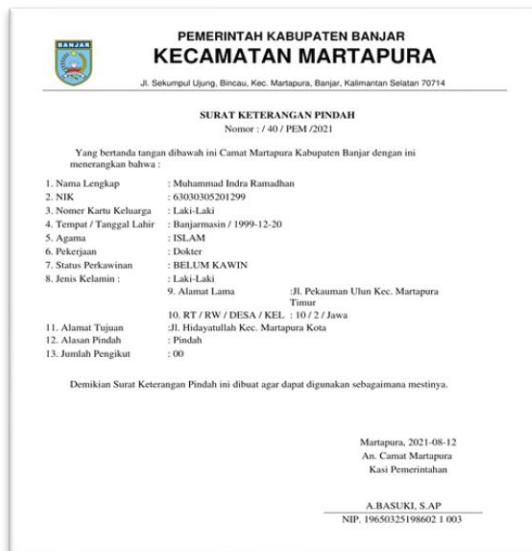 BANJAR
PEMERINTAH KABUPATEN BANJAR
KECAMATAN MARTAPURA
Jl. Sekumpul Ujung, Bincau, Kec. Martapura, Banjar, Kalimantan Selatan 70714
SURAT KETERANGAN PINDAH
Nomor : / 40 / PEM /2021
Yang bertanda tangan dibawah ini Camat Martapura Kabupaten Banjar dengan ini
menerangkan bahwa :
1. Nama Lengkap : Muhammad Indra Ramadhan
2. NIK : 63030305201299
3. Nomer Kartu Keluarga : Laki-Laki
4. Tempat / Tanggal Lahir : Banjarmasin / 1999-12-20
5. Agama : ISLAM
6. Pekerjaan : Dokter
7. Status Perkawinan : BELUM KAWIN
8. Jenis Kelamin : : Laki-Laki
9. Alamat Lama :Jl. Pekauman Ulun Kec. Martapura
Timur
10. RT / RW / DESA / KEL : 10 / 2 / Jawa
11. Alamat Tujuan :Jl. Hidayatullah Kec. Martapura Kota
12. Alasan Pindah : Pindah
13. Jumlah Pengikut : 00
Demikian Surat Keterangan Pindah ini dibuat agar dapat digunakan sebagaimana mestinya.
Martapura, 2021-08-12
An. Camat Martapura
Kasi Pemerintahan
A.BASUKI, S.AP
NIP. 19650325198602 1 003